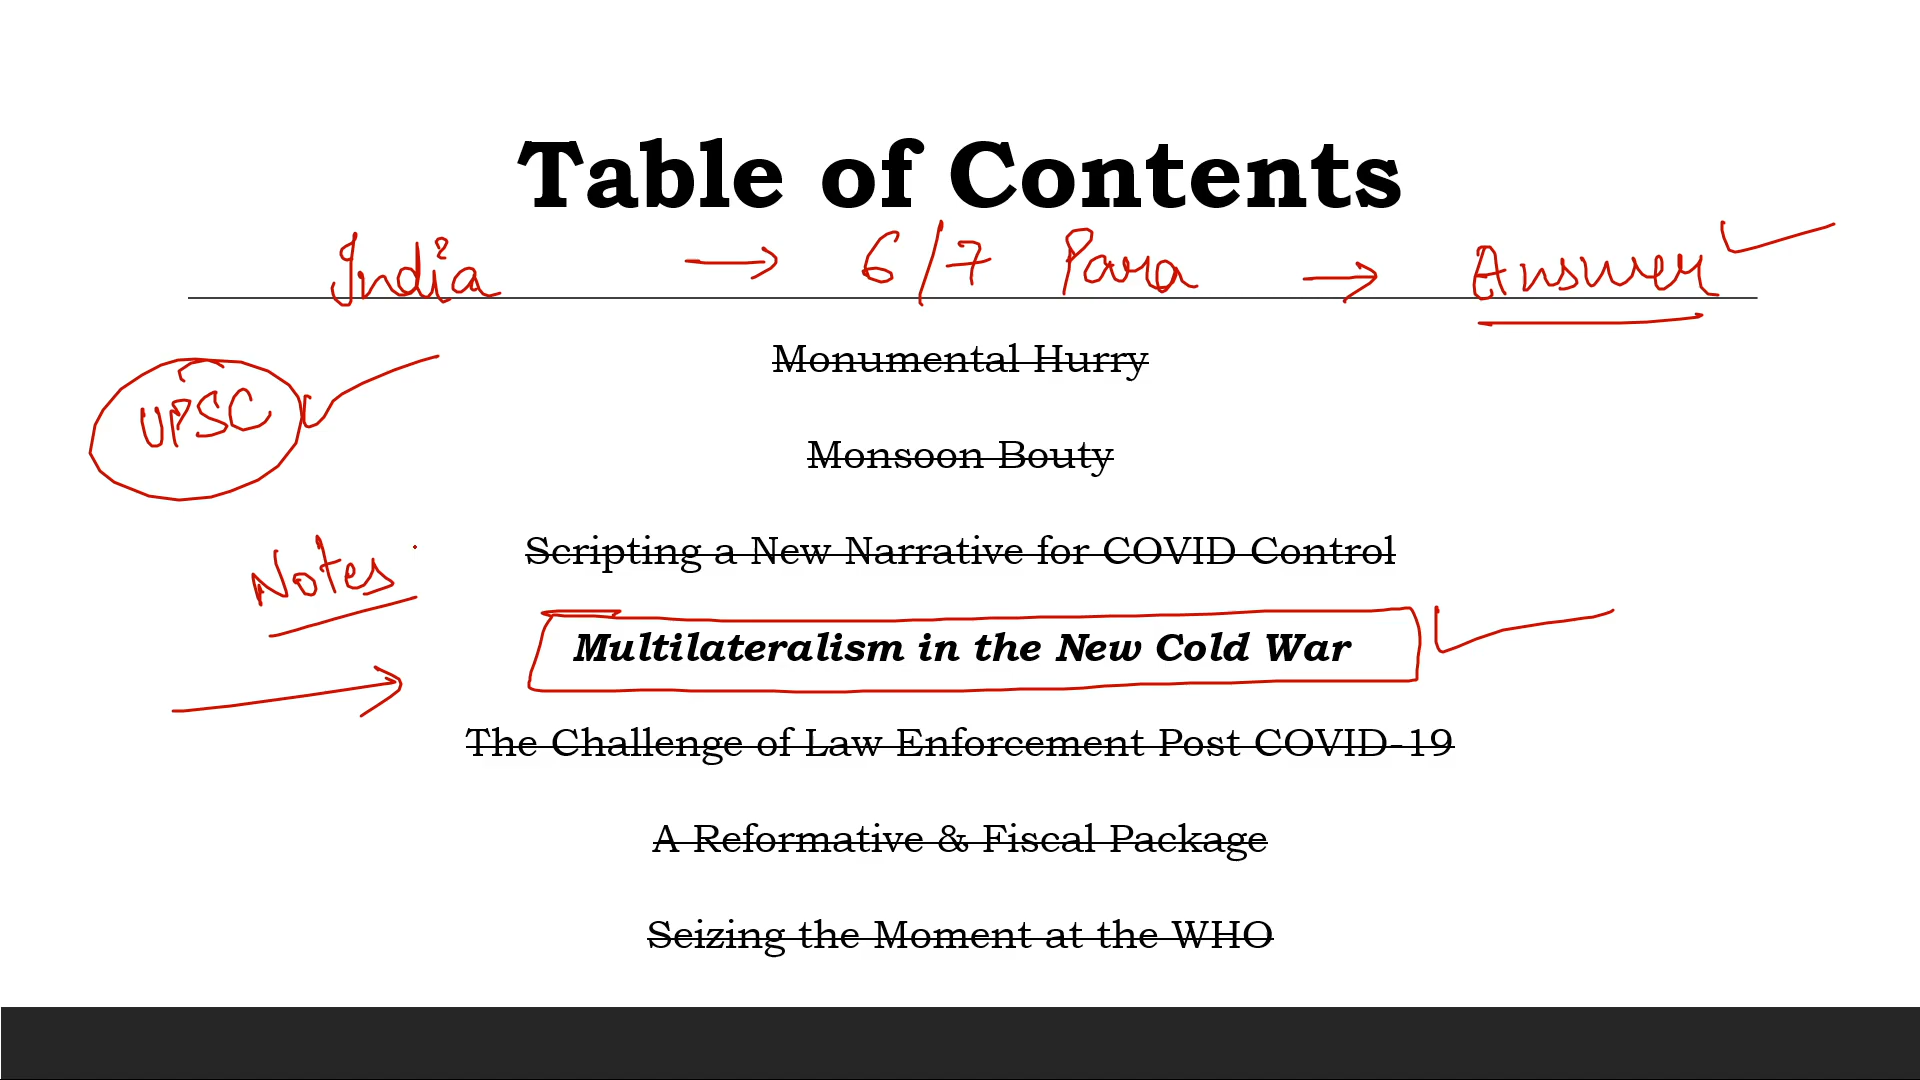 Table of Contents
India → 6/7 Para → Answer
Monumental Hurry
UPSC
Monsoon Bouty
Scripting a New Narrative for COVID Control
Notes
Multilateralism in the New Cold War
The Challenge of Law Enforcement Post COVID-19
A Reformative & Fiscal Package
Seizing the Moment at the WHO